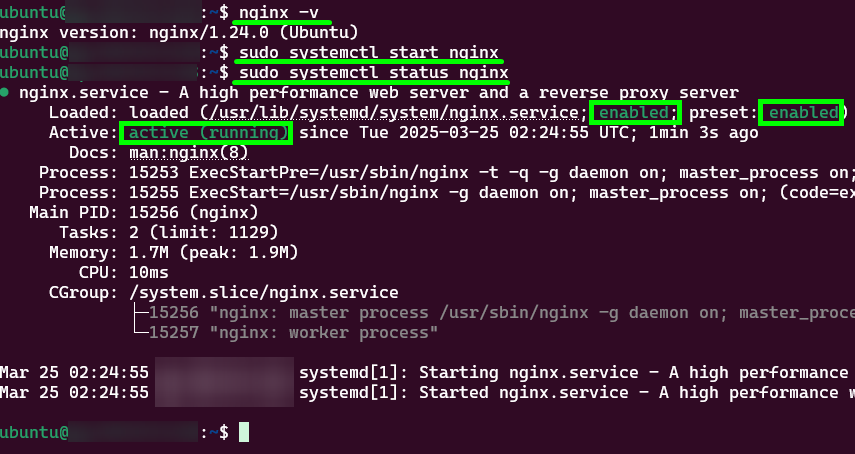 ubuntu@ :~$ nginx -v
nginx version: nginx/1.24.0 (Ubuntu)
ubuntu@ :~$ sudo systemctl start nginx
ubuntu@ :~$ sudo systemctl status nginx
● nginx.service - A high performance web server and a reverse proxy server
Loaded: loaded (/usr/lib/systemd/system/nginx.service; enabled; preset: enabled)
Active: active (running) since Tue 2025-03-25 02:24:55 UTC; 1min 3s ago
Docs: man:nginx(8)
Process: 15253 ExecStartPre=/usr/sbin/nginx -t -q -g daemon on; master_process on;
Process: 15255 ExecStart=/usr/sbin/nginx -g daemon on; master_process on; (code=ex
Main PID: 15256 (nginx)
Tasks: 2 (limit: 1129)
Memory: 1.7M (peak: 1.9M)
CPU: 10ms
CGroup: /system.slice/nginx.service
├─15256 "nginx: master process /usr/sbin/nginx -g daemon on; master_proce
└─15257 "nginx: worker process"
Mar 25 02:24:55 systemd[1]: Starting nginx.service - A high performance
Mar 25 02:24:55 systemd[1]: Started nginx.service - A high performance w
ubuntu@ :~$